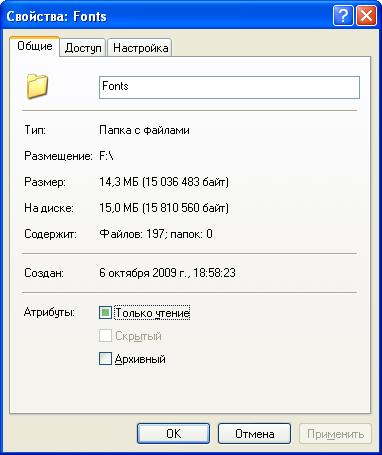 Свойства: Fonts
Общие Доступ Настройка
Fonts
Тип: Папка с файлами
Размещение: F:\
Размер: 14,3 МБ (15 036 483 байт)
На диске: 15,0 МБ (15 810 560 байт)
Содержит: Файлов: 197; папок: 0
Создан: 6 октября 2009 г., 18:58:23
Атрибуты: Только чтение
Скрытый
Архивный
ОК Отмена Применить